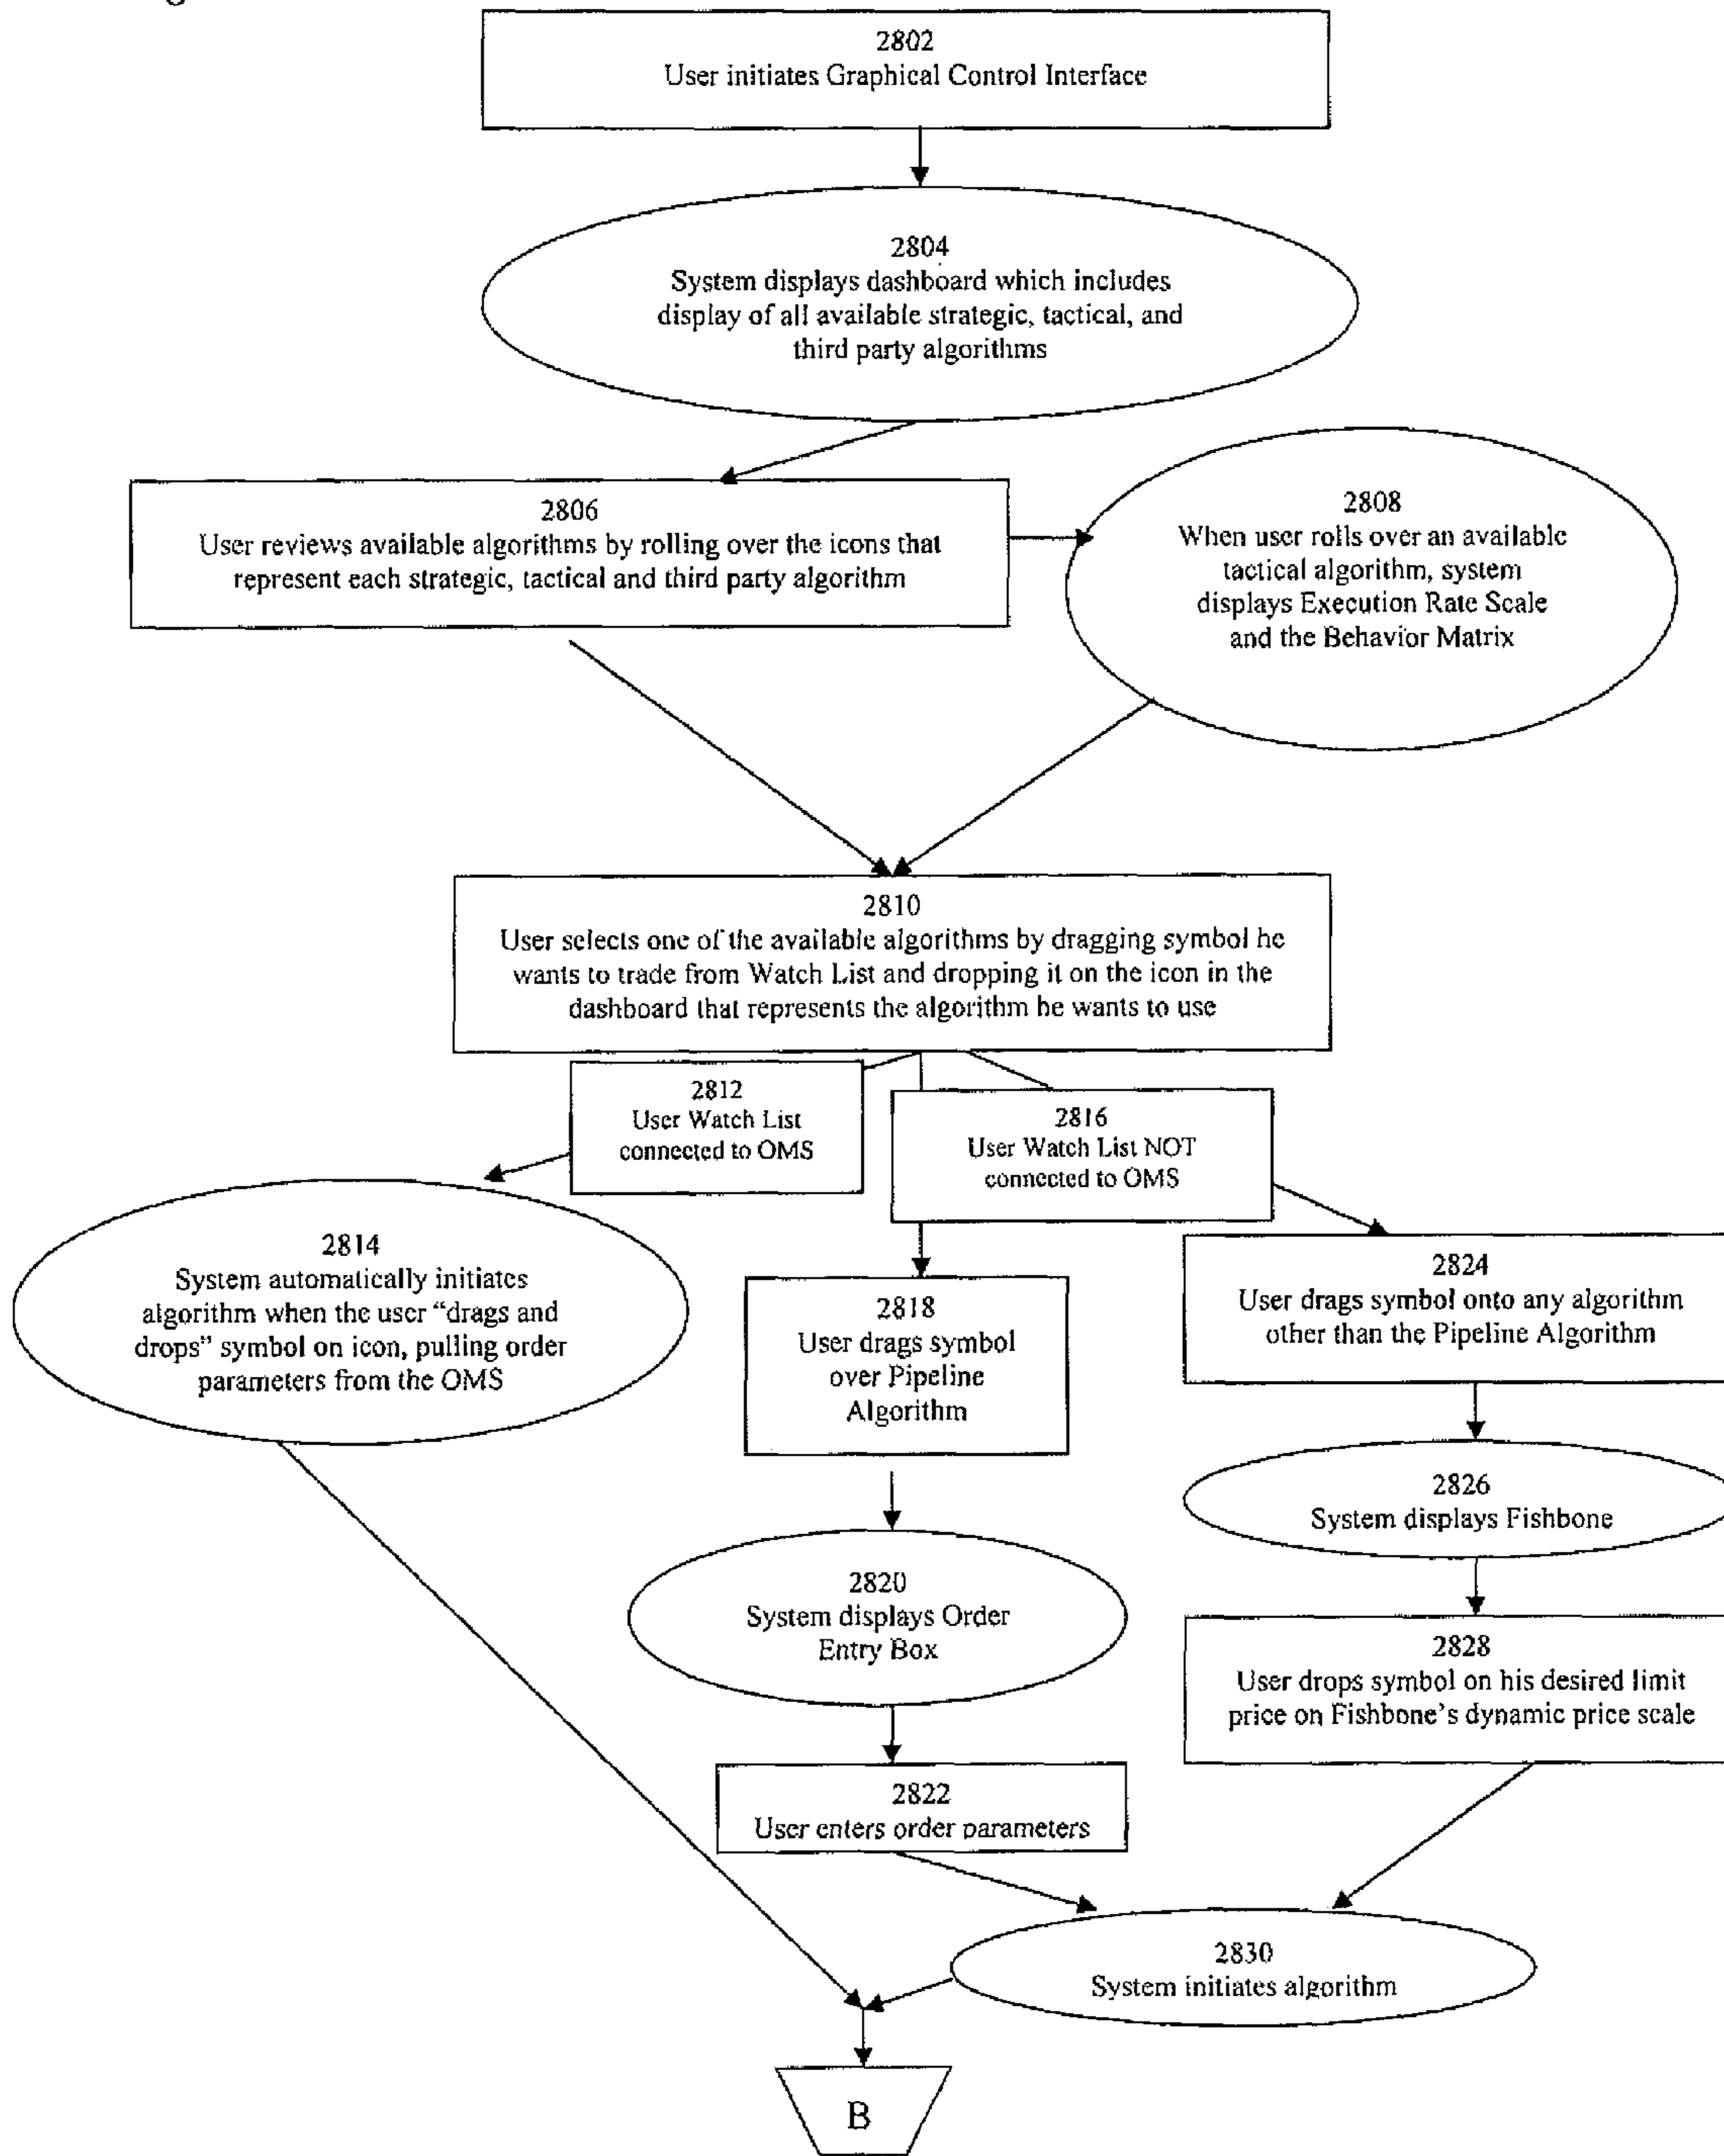 2802
User initiates Graphical Control Interface
2804
System displays dashboard which includes
display of all available strategic, tactical, and
third party algorithms
2806
User reviews available algorithms by rolling over the icons that
represent each strategic, tactical and third party algorithm
2808
When user rolls over an available
tactical algorithm, system
displays Execution Rate Scale
and the Behavior Matrix
2810
User selects one of the available algorithms by dragging symbol he
wants to trade from Watch List and dropping it on the icon in the
dashboard that represents the algorithm he wants to use
2812
User Watch List
connected to OMS
2816
User Watch List NOT
connected to OMS
2814
System automatically initiates
algorithm when the user “drags and
drops” symbol on icon, pulling order
parameters from the OMS
2818
User drags symbol
over Pipeline
Algorithm
2824
User drags symbol onto any algorithm
other than the Pipeline Algorithm
2826
System displays Fishbone
2820
System displays Order
Entry Box
2828
User drops symbol on his desired limit
price on Fishbone’s dynamic price scale
2822
User enters order parameters
2830
System initiates algorithm
B